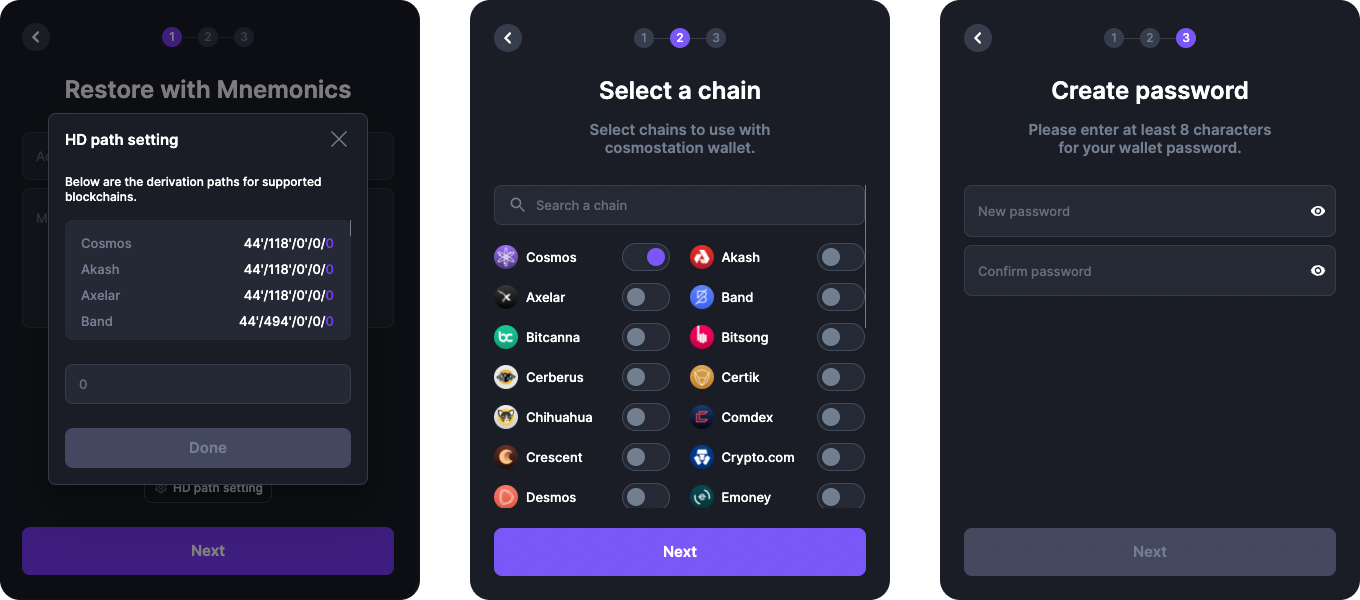 1 2 3
Restore with Mnemonics
HD path setting
Below are the derivation paths for supported
blockchains.
Cosmos 44'/118'/0'/0/0
Akash 44'/118'/0'/0/0
Axelar 44'/118'/0'/0/0
Band 44'/494'/0'/0/0
0
Done
HD path setting
Next
1 2 3
Select a chain
Select chains to use with
cosmostation wallet.
Search a chain
Cosmos Akash
Axelar Band
Bitcanna Bitsong
Cerberus Certik
Chihuahua Comdex
Crescent Crypto.com
Desmos Emoney
Next
1 2 3
Create password
Please enter at least 8 characters
for your wallet password.
New password
Confirm password
Next